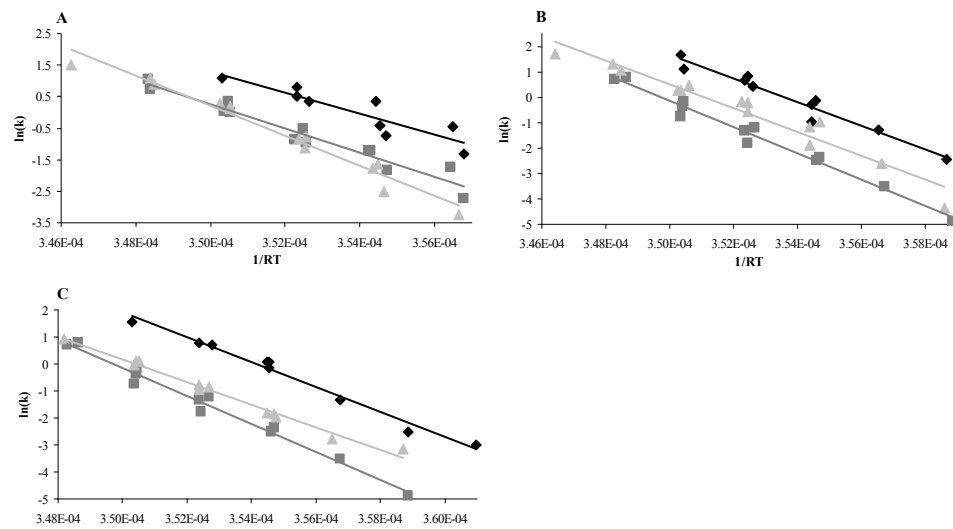 A
2.5
1.5
0.5
-0.5
-1.5
-2.5
-3.5
ln(k)
3.46E-04 3.48E-04 3.50E-04 3.52E-04 3.54E-04 3.56E-04
1/RT
B
2
1
0
-1
-2
-3
-4
-5
ln(k)
3.46E-04 3.48E-04 3.50E-04 3.52E-04 3.54E-04 3.56E-04 3.58E-04
1/RT
C
2
1
0
-1
-2
-3
-4
-5
ln(k)
3.48E-04 3.50E-04 3.52E-04 3.54E-04 3.56E-04 3.58E-04 3.60E-04